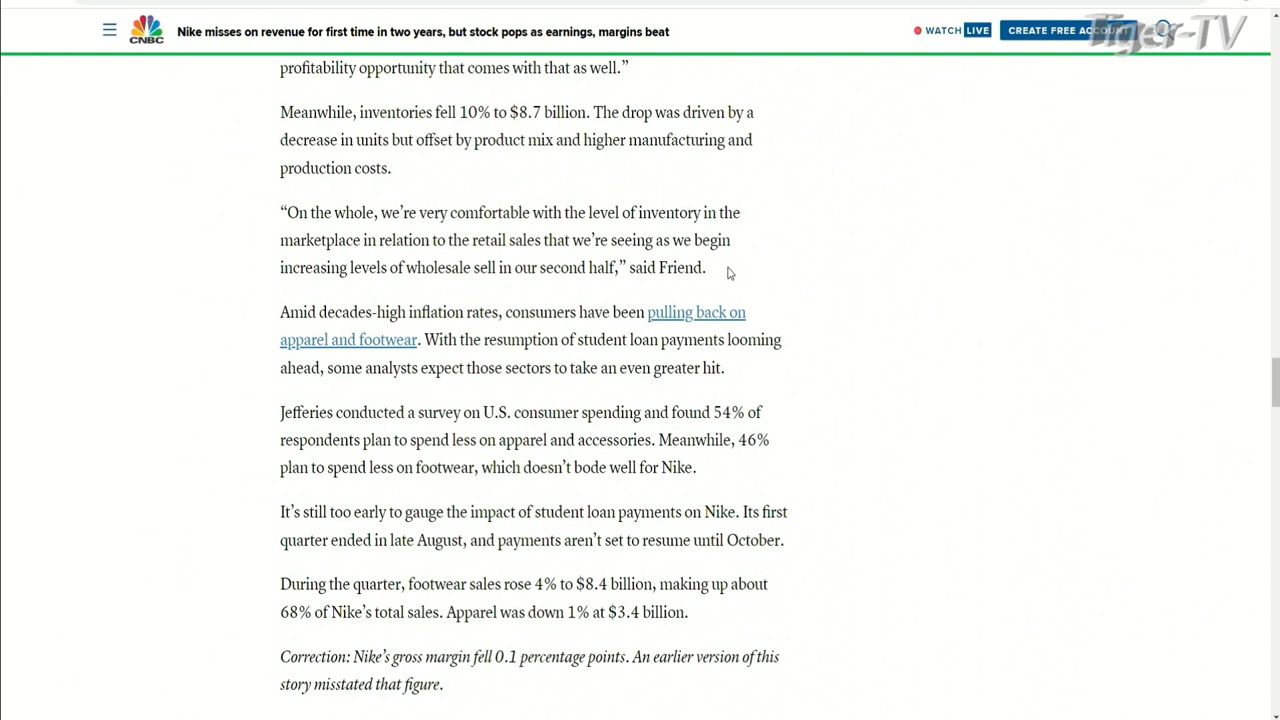 CNBC
Nike misses on revenue for first time in two years, but stock pops as earnings, margins beat
WATCH LIVE
CREATE FREE ACCOUNT
Tiger-TV
profitability opportunity that comes with that as well.”
Meanwhile, inventories fell 10% to $8.7 billion. The drop was driven by a
decrease in units but offset by product mix and higher manufacturing and
production costs.
“On the whole, we’re very comfortable with the level of inventory in the
marketplace in relation to the retail sales that we’re seeing as we begin
increasing levels of wholesale sell in our second half,” said Friend.
Amid decades-high inflation rates, consumers have been pulling back on
apparel and footwear. With the resumption of student loan payments looming
ahead, some analysts expect those sectors to take an even greater hit.
Jefferies conducted a survey on U.S. consumer spending and found 54% of
respondents plan to spend less on apparel and accessories. Meanwhile, 46%
plan to spend less on footwear, which doesn’t bode well for Nike.
It’s still too early to gauge the impact of student loan payments on Nike. Its first
quarter ended in late August, and payments aren’t set to resume until October.
During the quarter, footwear sales rose 4% to $8.4 billion, making up about
68% of Nike’s total sales. Apparel was down 1% at $3.4 billion.
Correction: Nike’s gross margin fell 0.1 percentage points. An earlier version of this
story misstated that figure.